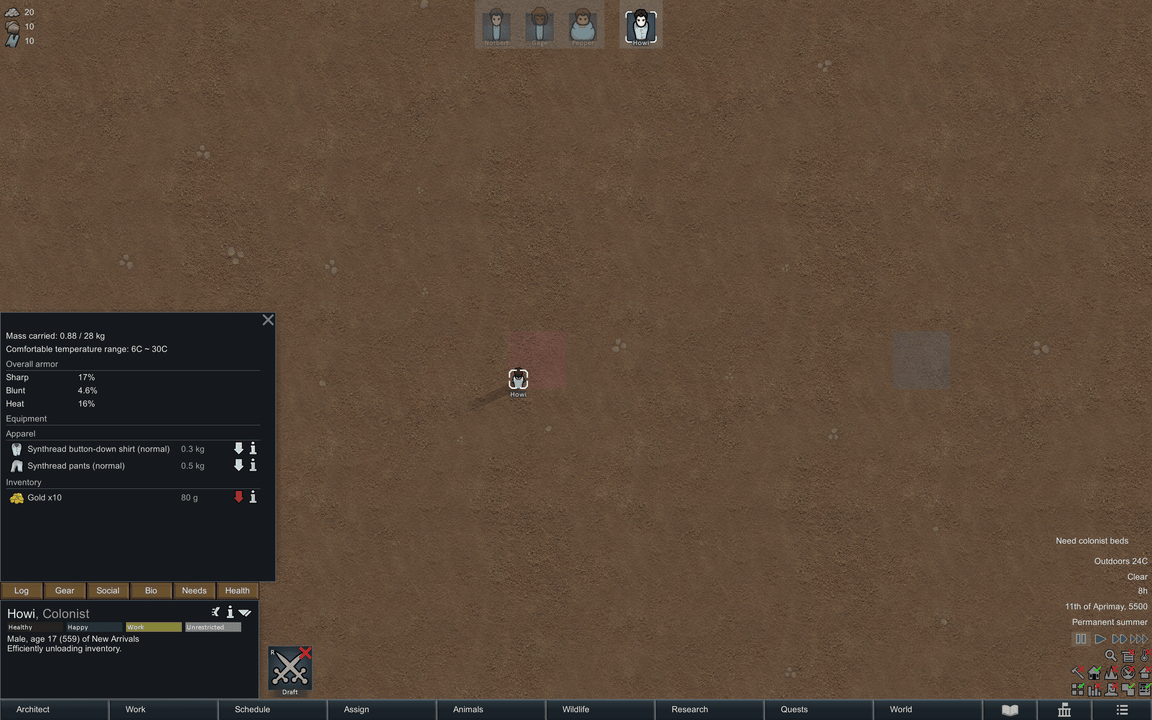 20
10
10
Norbert
Gage
Pepper
Howi
Howi
Mass carried: 0.88 / 28 kg
Comfortable temperature range: 6C ~ 30C
Overall armor
Sharp 17%
Blunt 4.6%
Heat 16%
Equipment
Apparel
Synthread button-down shirt (normal) 0.3 kg
Synthread pants (normal) 0.5 kg
Inventory
Gold x10 80 g
Log Gear Social Bio Needs Health
Howi, Colonist
Healthy Happy Work Unrestricted
Male, age 17 (559) of New Arrivals
Efficiently unloading inventory.
R
Draft
Need colonist beds
Outdoors 24C
Clear
8h
11th of Aprimay, 5500
Permanent summer
Architect Work Schedule Assign Animals Wildlife Research Quests World